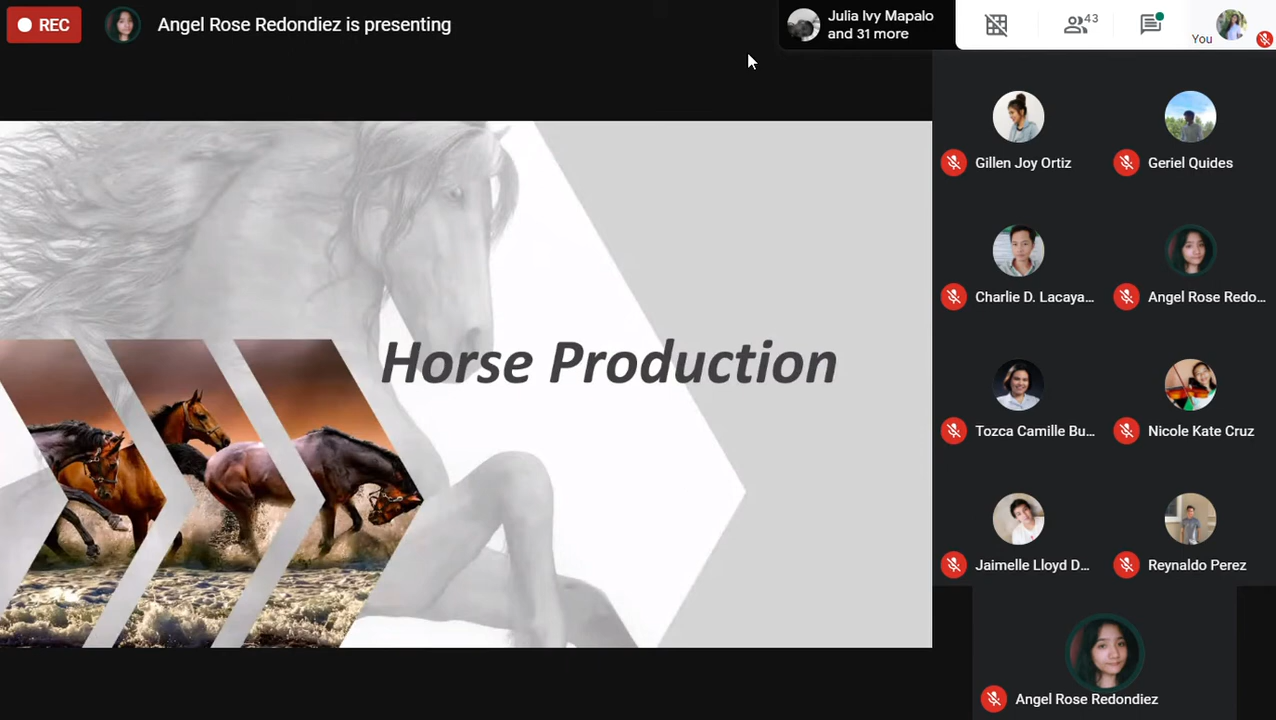 REC
Angel Rose Redondiez is presenting
Julia Ivy Mapalo
and 31 more
43
You
Gillen Joy Ortiz
Geriel Quides
Charlie D. Lacaya...
Angel Rose Redo...
Horse Production
Tozca Camille Bu...
Nicole Kate Cruz
Jaimelle Lloyd D...
Reynaldo Perez
Angel Rose Redondiez